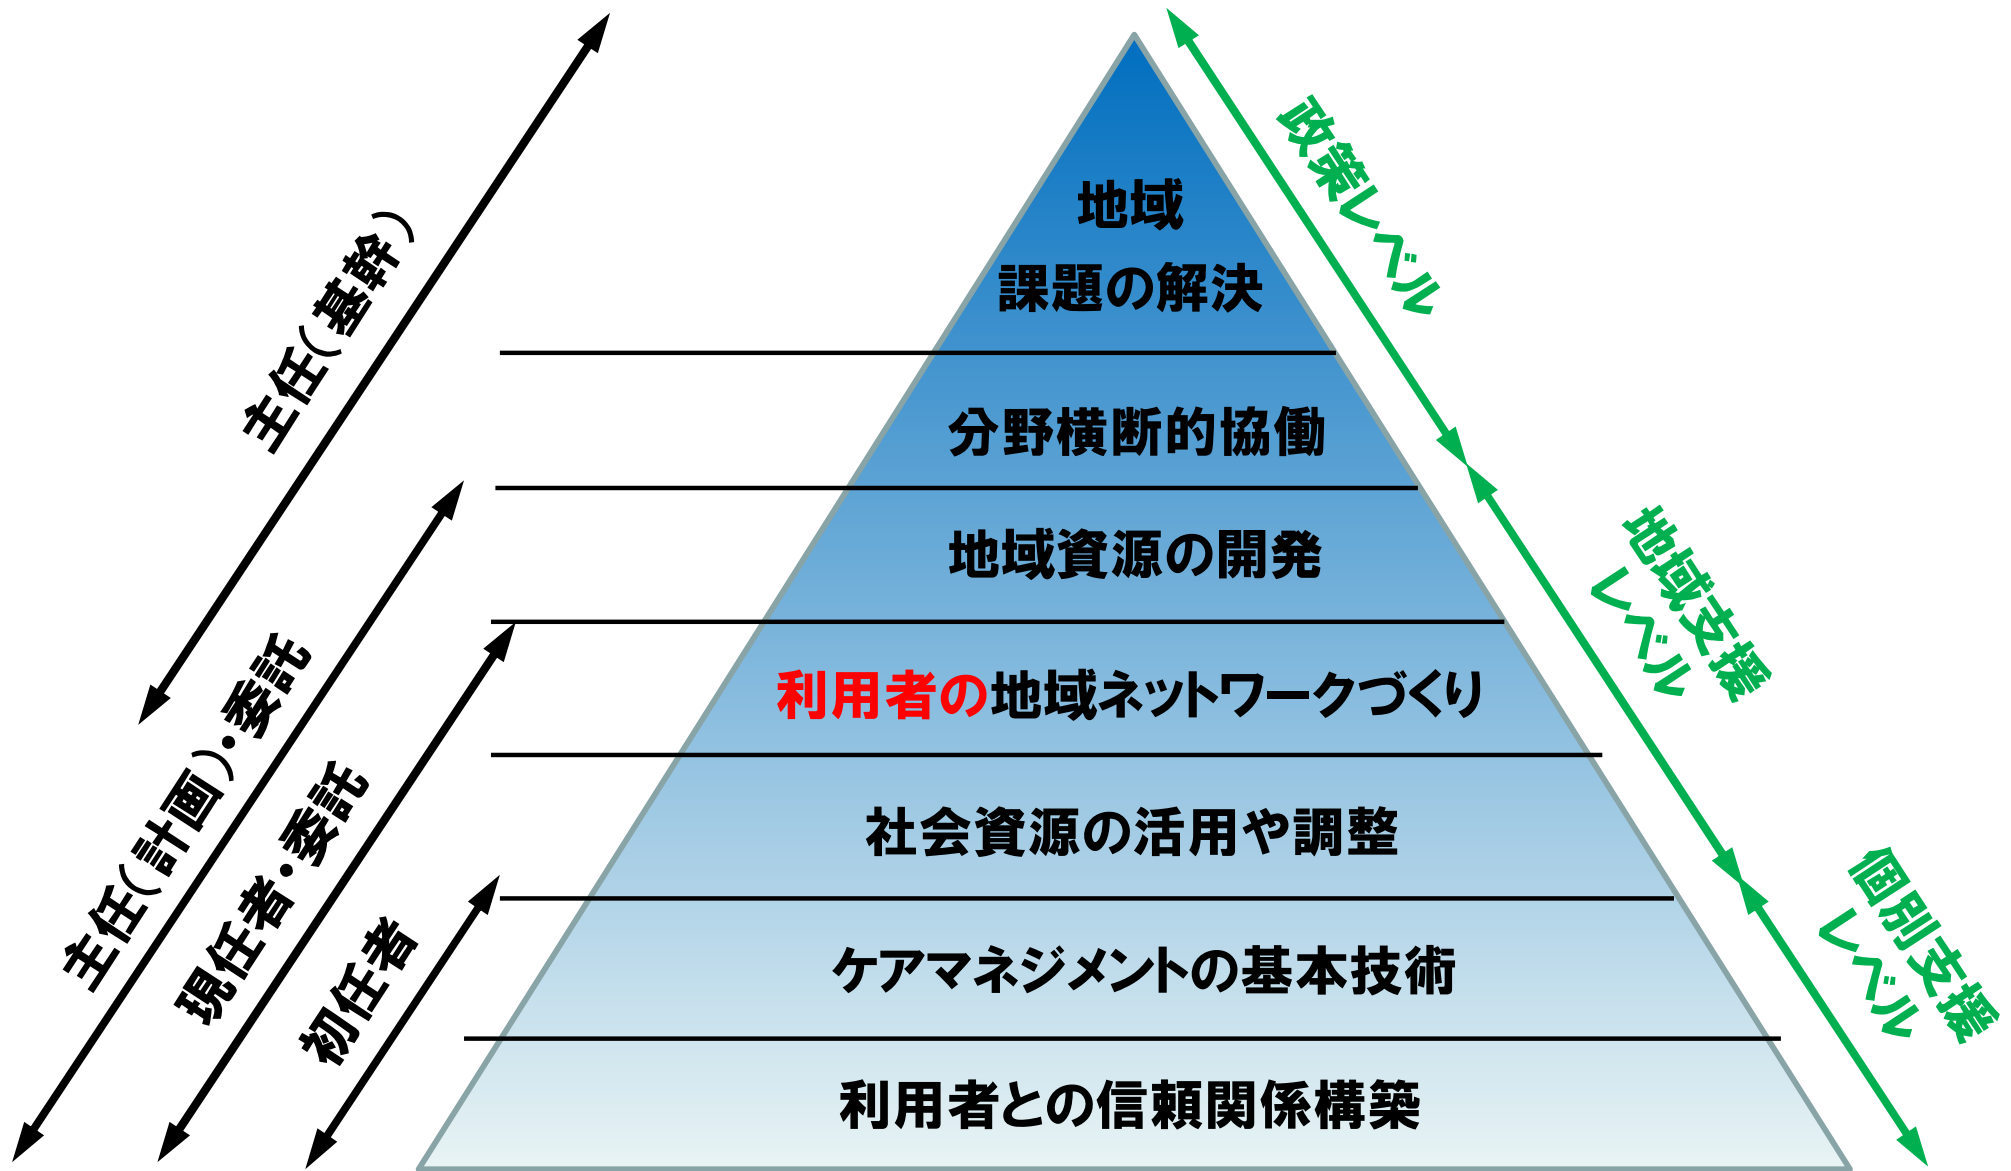 地域
課題の解決
分野横断的協働
地域資源の開発
利用者の地域ネットワークづくり
社会資源の活用や調整
ケアマネジメントの基本技術
利用者との信頼関係構築
主任(基幹)
主任(計画)・委託
現任者・委託
初任者
政策レベル
地域支援
レベル
個別支援
レベル